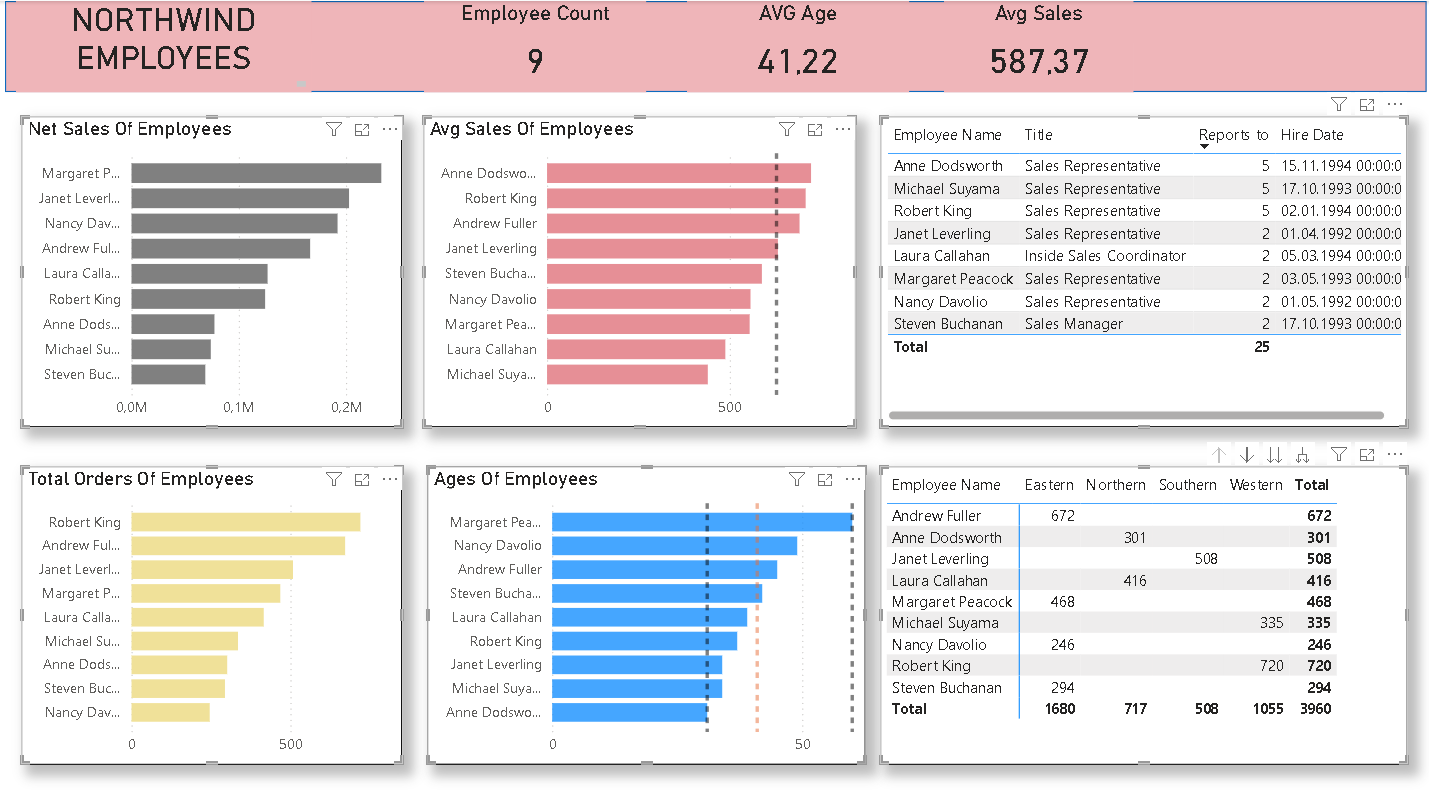 NORTHWIND
EMPLOYEES
Employee Count
9
AVG Age
41,22
Avg Sales
587,37
Net Sales Of Employees
Margaret P...
Janet Leverl...
Nancy Dav...
Andrew Ful...
Laura Calla...
Robert King
Anne Dods...
Michael Su...
Steven Buc...
0,0M 0,1M 0,2M
Avg Sales Of Employees
Anne Dodswo...
Robert King
Andrew Fuller
Janet Leverling
Steven Bucha...
Nancy Davolio
Margaret Pea...
Laura Callahan
Michael Suya...
0 500
Employee Name Title Reports to Hire Date
Anne Dodsworth Sales Representative 5 15.11.1994 00:00:0
Michael Suyama Sales Representative 5 17.10.1993 00:00:0
Robert King Sales Representative 5 02.01.1994 00:00:0
Janet Leverling Sales Representative 2 01.04.1992 00:00:0
Laura Callahan Inside Sales Coordinator 2 05.03.1994 00:00:0
Margaret Peacock Sales Representative 2 03.05.1993 00:00:0
Nancy Davolio Sales Representative 2 01.05.1992 00:00:0
Steven Buchanan Sales Manager 2 17.10.1993 00:00:0
Total 25
Total Orders Of Employees
Robert King
Andrew Ful...
Janet Leverl...
Margaret P...
Laura Calla...
Michael Su...
Anne Dods...
Steven Buc...
Nancy Dav...
0 500
Ages Of Employees
Margaret Pea...
Nancy Davolio
Andrew Fuller
Steven Bucha...
Laura Callahan
Robert King
Janet Leverling
Michael Suya...
Anne Dodswo...
0 50
Employee Name Eastern Northern Southern Western Total
Andrew Fuller 672 672
Anne Dodsworth 301 301
Janet Leverling 508 508
Laura Callahan 416 416
Margaret Peacock 468 468
Michael Suyama 335 335
Nancy Davolio 246 246
Robert King 720 720
Steven Buchanan 294 294
Total 1680 717 508 1055 3960